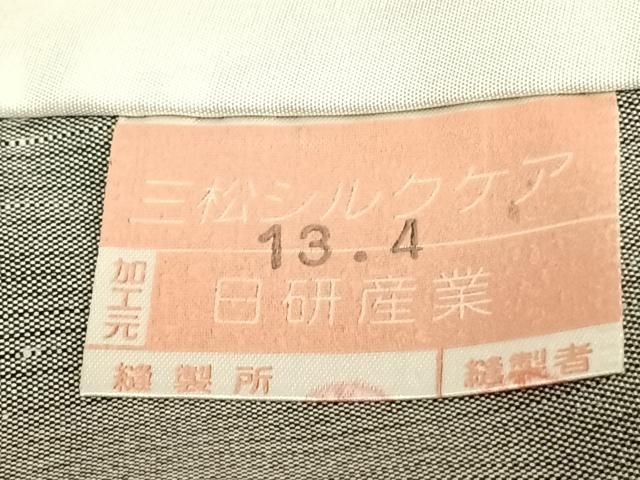 三松シルクケア
13.4
加工元 日研産業
縫製所 縫製者